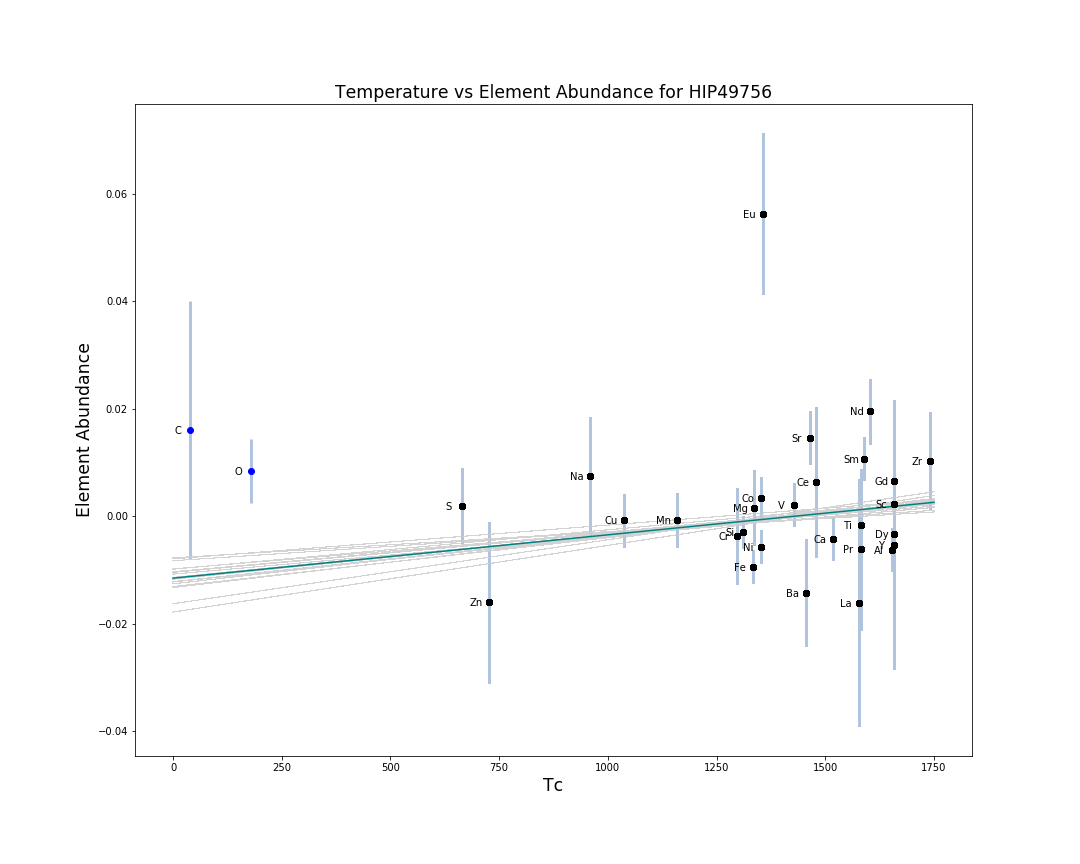 Temperature vs Element Abundance for HIP49756
Element Abundance
0.06
0.04
0.02
0.00
−0.02
−0.04
Eu
C
O
S
Zn
Na
Cu
Mn
Nd
Sr
Sm
Zr
Ce
Gd
Co
Mg
V
Sc
Si
Cr
Ni
Fe
Ca
Ti
Dy
Pr
Y
Al
Ba
La
0
250
500
750
1000
1250
1500
1750
Tc